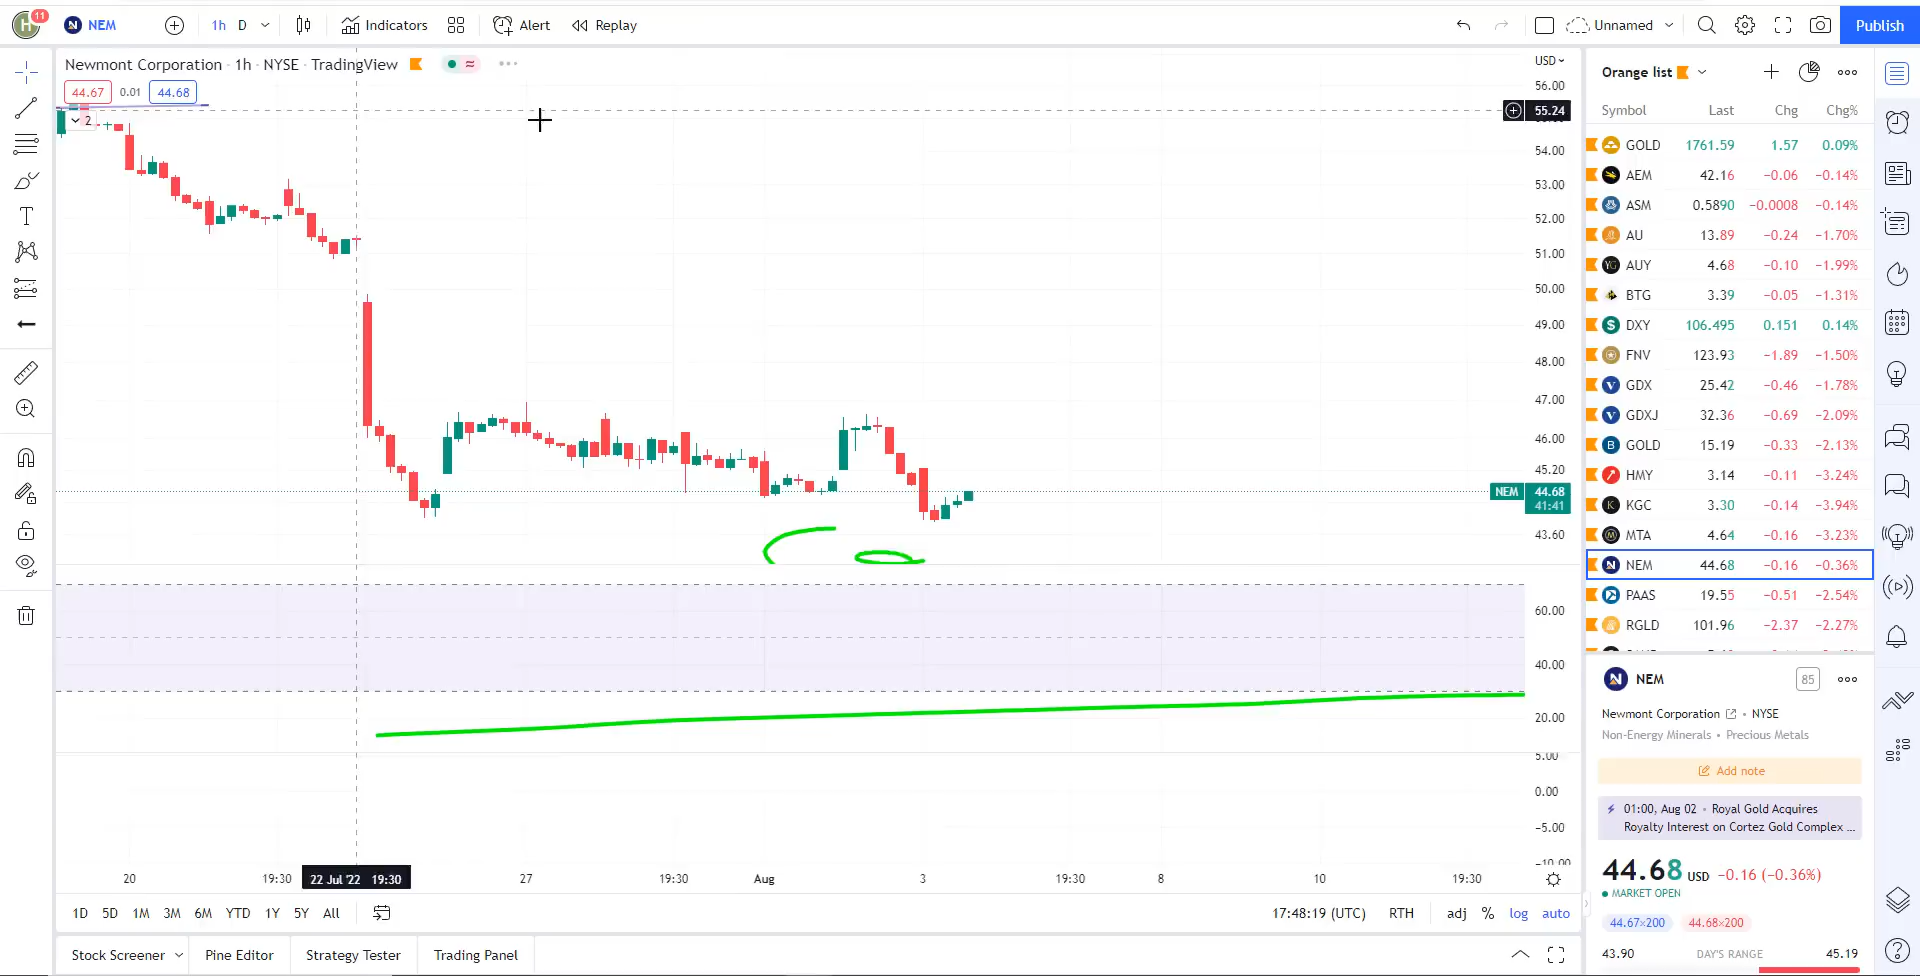 H 11 N NEM 1h D Indicators Alert Replay Unnamed Publish
Newmont Corporation · 1h · NYSE · TradingView
44.67 0.01 44.68
2
USD
56.00
55.24
54.00
53.00
52.00
51.00
50.00
49.00
48.00
47.00
46.00
45.20
NEM 44.68
41:41
43.60
60.00
40.00
20.00
5.00
0.00
−5.00
−10.00
20 19:30 22 Jul '22 19:30 27 19:30 Aug 3 19:30 8 10 19:30
1D 5D 1M 3M 6M YTD 1Y 5Y All 17:48:19 (UTC) RTH adj % log auto
Stock Screener Pine Editor Strategy Tester Trading Panel
Orange list
Symbol Last Chg Chg%
GOLD 1761.59 1.57 0.09%
AEM 42.16 −0.06 −0.14%
ASM 0.5890 −0.0008 −0.14%
AU 13.89 −0.24 −1.70%
AUY 4.68 −0.10 −1.99%
BTG 3.39 −0.05 −1.31%
DXY 106.495 0.151 0.14%
FNV 123.93 −1.89 −1.50%
GDX 25.42 −0.46 −1.78%
GDXJ 32.36 −0.69 −2.09%
GOLD 15.19 −0.33 −2.13%
HMY 3.14 −0.11 −3.24%
KGC 3.30 −0.14 −3.94%
MTA 4.64 −0.16 −3.23%
NEM 44.68 −0.16 −0.36%
PAAS 19.55 −0.51 −2.54%
RGLD 101.96 −2.37 −2.27%
NEM 85
Newmont Corporation • NYSE
Non-Energy Minerals • Precious Metals
Add note
01:00, Aug 02 • Royal Gold Acquires
Royalty Interest on Cortez Gold Complex ...
44.68 USD −0.16 (−0.36%)
MARKET OPEN
44.67×200 44.68×200
43.90 DAY'S RANGE 45.19